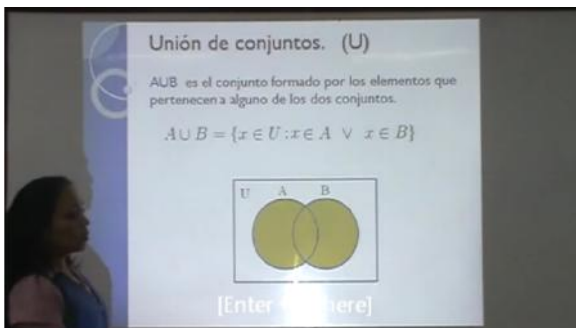 Unión de conjuntos. (U)
AUB es el conjunto formado por los elementos que
pertenecen a alguno de los dos conjuntos.
A ∪ B = {x ∈ U : x ∈ A ∨ x ∈ B}
U A B
[Enter here]